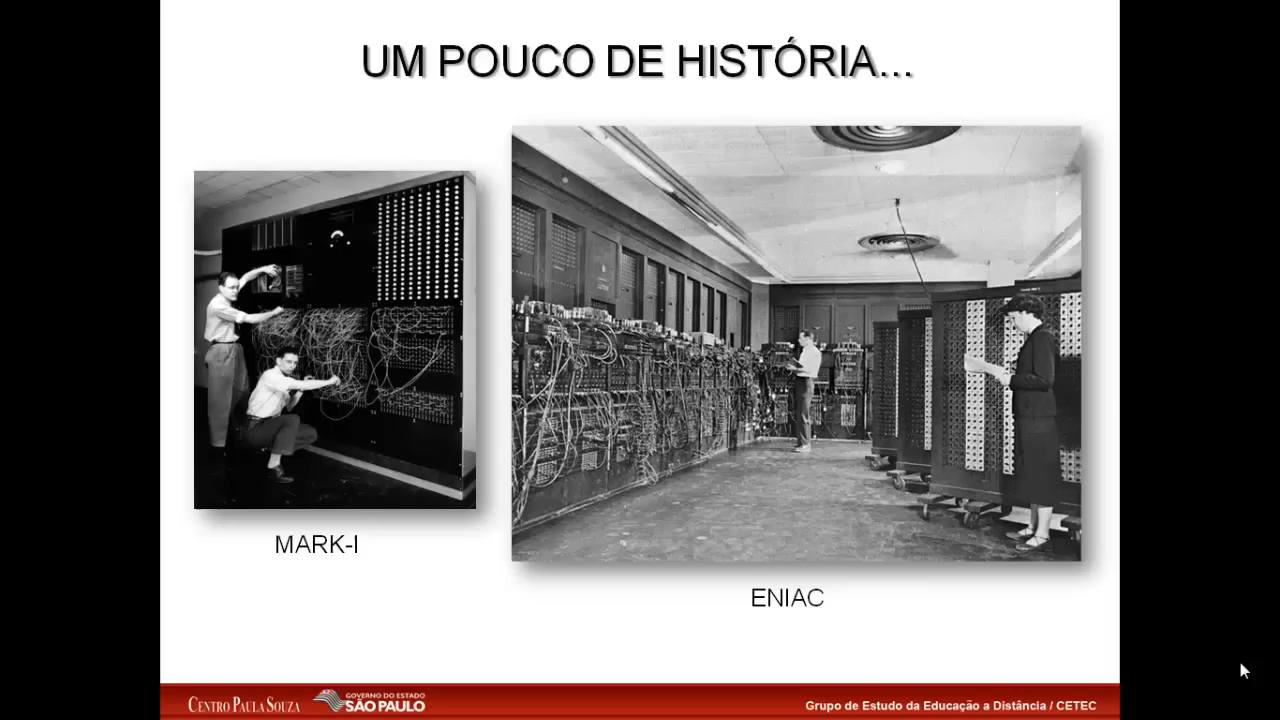 UM POUCO DE HISTÓRIA...
MARK-I
ENIAC
CENTRO PAULA SOUZA
GOVERNO DO ESTADO
SÃO PAULO
Grupo de Estudo da Educação a Distância / CETEC